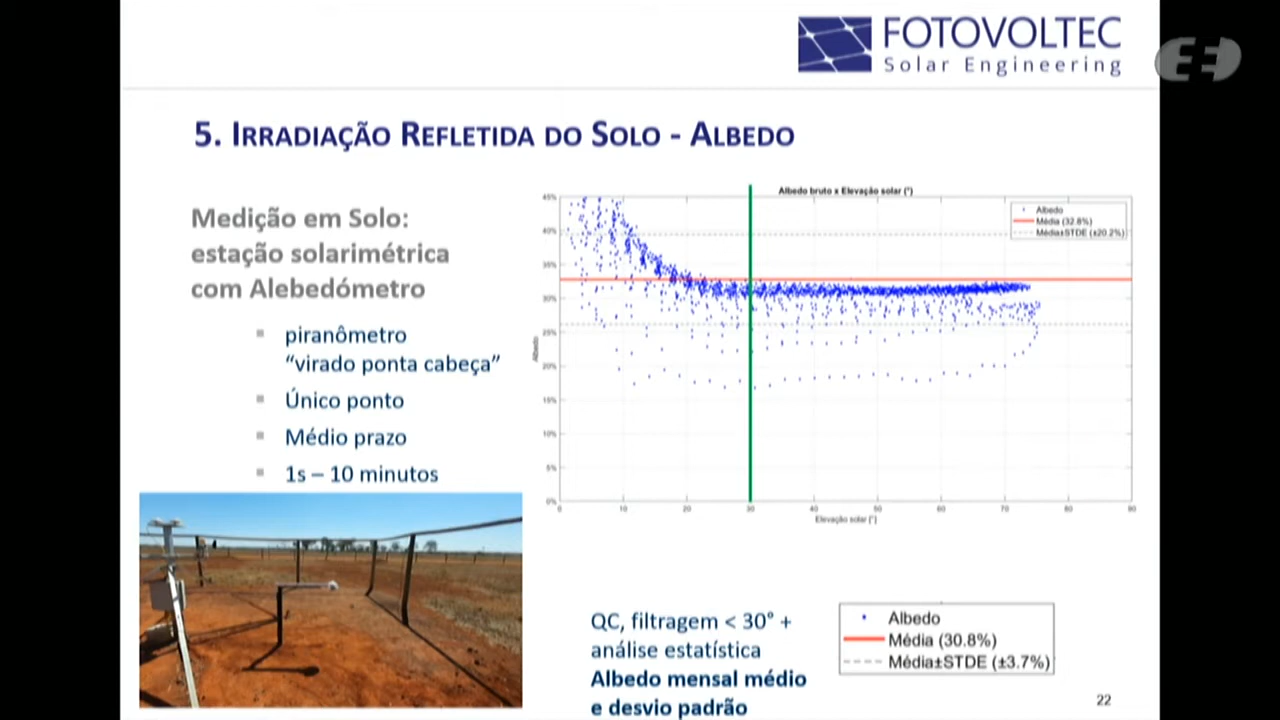 FOTOVOLTEC
Solar Engineering
5. Irradiação Refletida do Solo - Albedo
Medição em Solo:
estação solarimétrica
com Alebedómetro
piranômetro
“virado ponta cabeça”
Único ponto
Médio prazo
1s – 10 minutos
Albedo bruto x Elevação solar (°)
Albedo
Média (32.8%)
Média±STDE (±20.2%)
45%
40%
35%
30%
25%
20%
15%
10%
5%
0%
Albedo
0 10 20 30 40 50 60 70 80 90
Elevação solar [°]
QC, filtragem < 30° +
análise estatística
Albedo mensal médio
e desvio padrão
Albedo
Média (30.8%)
Média±STDE (±3.7%)
22